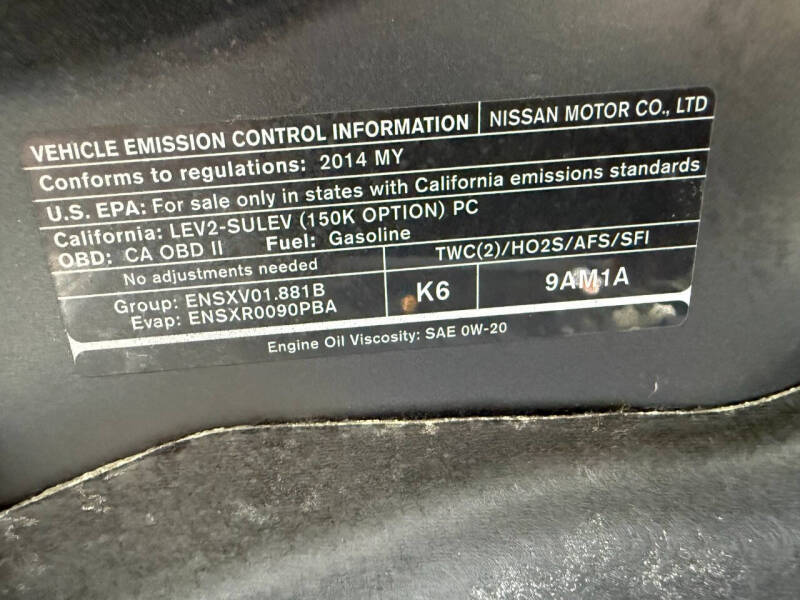 VEHICLE EMISSION CONTROL INFORMATION NISSAN MOTOR CO., LTD
Conforms to regulations: 2014 MY
U.S. EPA: For sale only in states with California emissions standards
California: LEV2-SULEV (150K OPTION) PC
OBD: CA OBD II Fuel: Gasoline
No adjustments needed TWC(2)/HO2S/AFS/SFI
Group: ENSXV01.881B K6 9AM1A
Evap: ENSXR0090PBA
Engine Oil Viscosity: SAE 0W-20